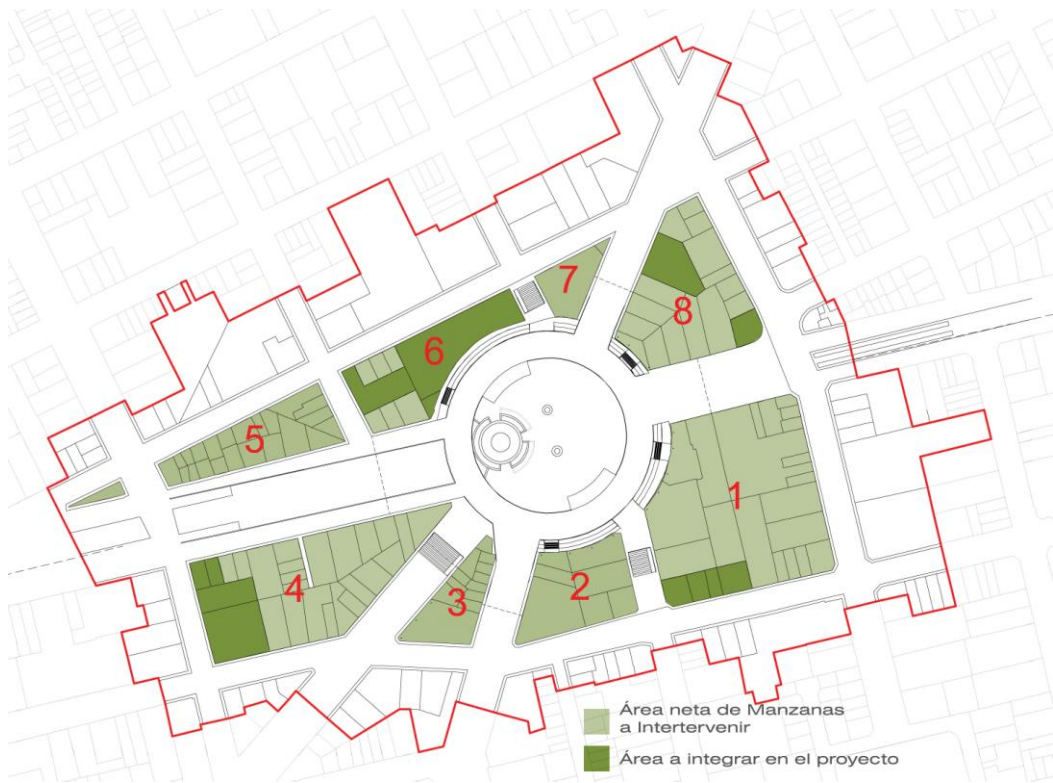 7
8
6
5
1
4
3
2
Área neta de Manzanas
a Intertervenir
Área a integrar en el proyecto